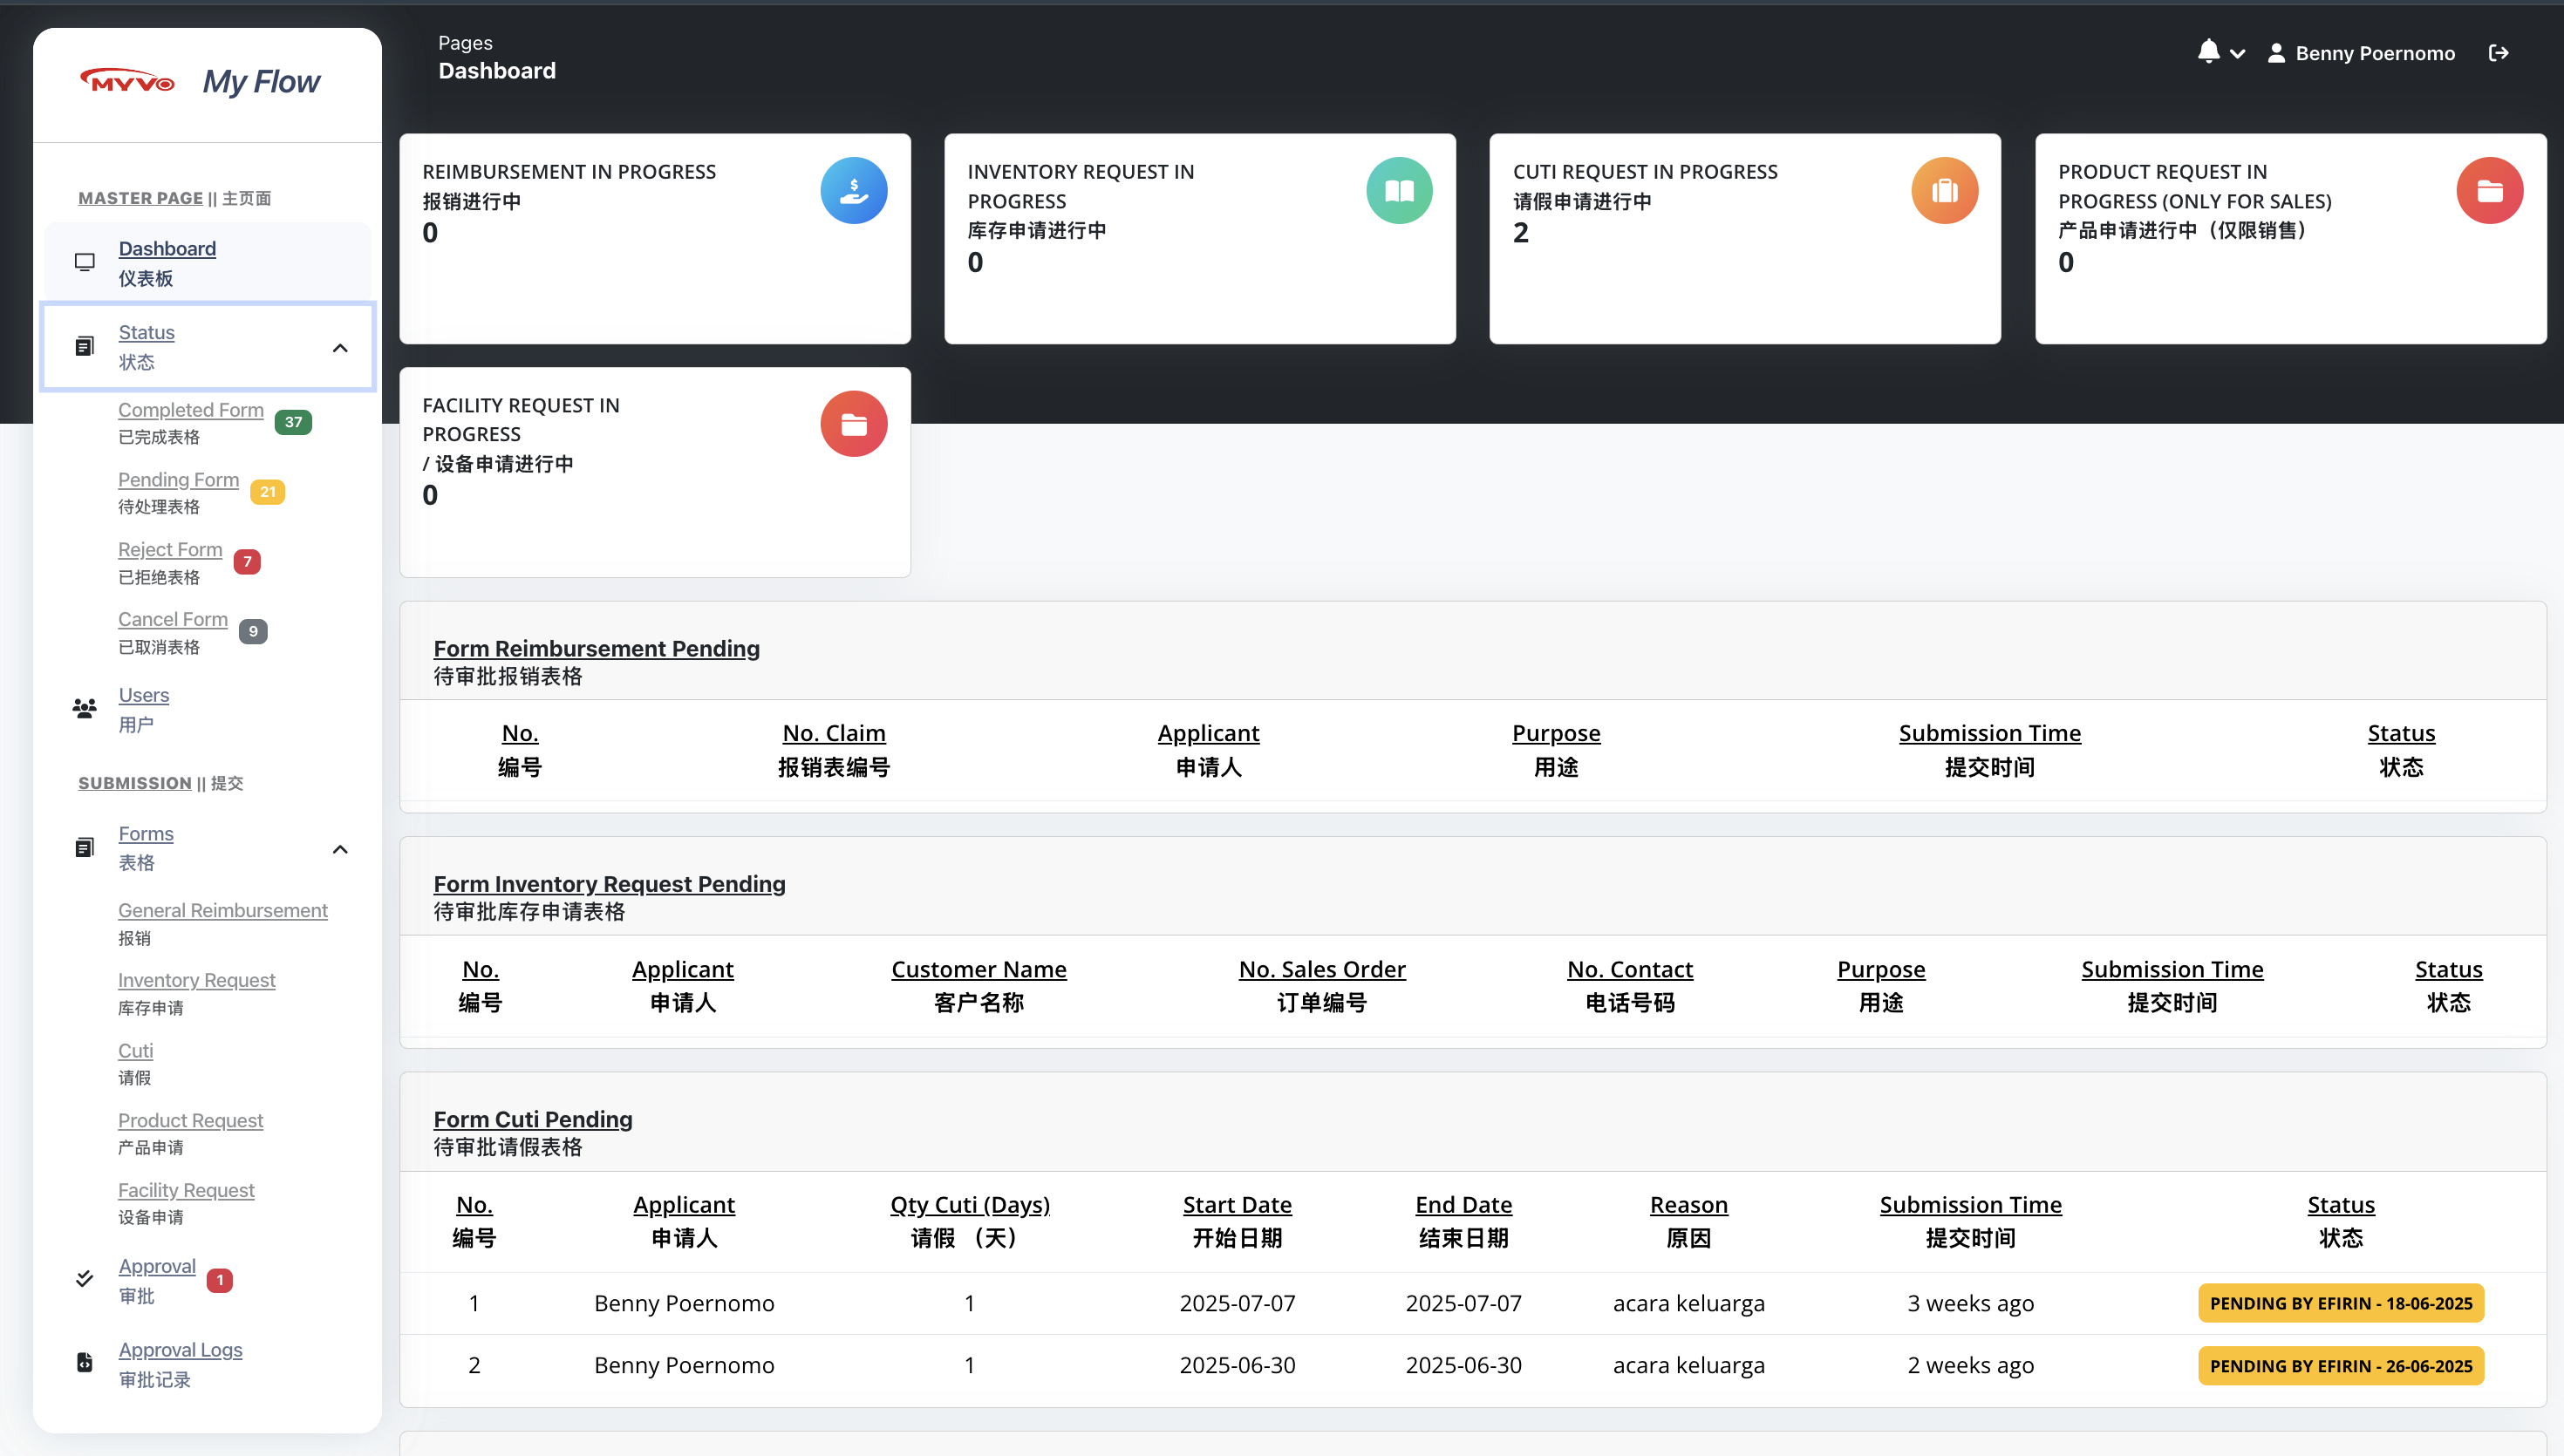 MYVO My Flow
MASTER PAGE || 主页面
Dashboard
仪表板
Status
状态
Completed Form 37
已完成表格
Pending Form 21
待处理表格
Reject Form 7
已拒绝表格
Cancel Form 9
已取消表格
Users
用户
SUBMISSION || 提交
Forms
表格
General Reimbursement
报销
Inventory Request
库存申请
Cuti
请假
Product Request
产品申请
Facility Request
设备申请
Approval 1
审批
Approval Logs
审批记录
Pages
Dashboard
Benny Poernomo
REIMBURSEMENT IN PROGRESS
报销进行中
0
INVENTORY REQUEST IN
PROGRESS
库存申请进行中
0
CUTI REQUEST IN PROGRESS
请假申请进行中
2
PRODUCT REQUEST IN
PROGRESS (ONLY FOR SALES)
产品申请进行中（仅限销售）
0
FACILITY REQUEST IN
PROGRESS
/ 设备申请进行中
0
Form Reimbursement Pending
待审批报销表格
No. No. Claim Applicant Purpose Submission Time Status
编号 报销表编号 申请人 用途 提交时间 状态
Form Inventory Request Pending
待审批库存申请表格
No. Applicant Customer Name No. Sales Order No. Contact Purpose Submission Time Status
编号 申请人 客户名称 订单编号 电话号码 用途 提交时间 状态
Form Cuti Pending
待审批请假表格
No. Applicant Qty Cuti (Days) Start Date End Date Reason Submission Time Status
编号 申请人 请假 （天） 开始日期 结束日期 原因 提交时间 状态
1 Benny Poernomo 1 2025-07-07 2025-07-07 acara keluarga 3 weeks ago PENDING BY EFIRIN - 18-06-2025
2 Benny Poernomo 1 2025-06-30 2025-06-30 acara keluarga 2 weeks ago PENDING BY EFIRIN - 26-06-2025